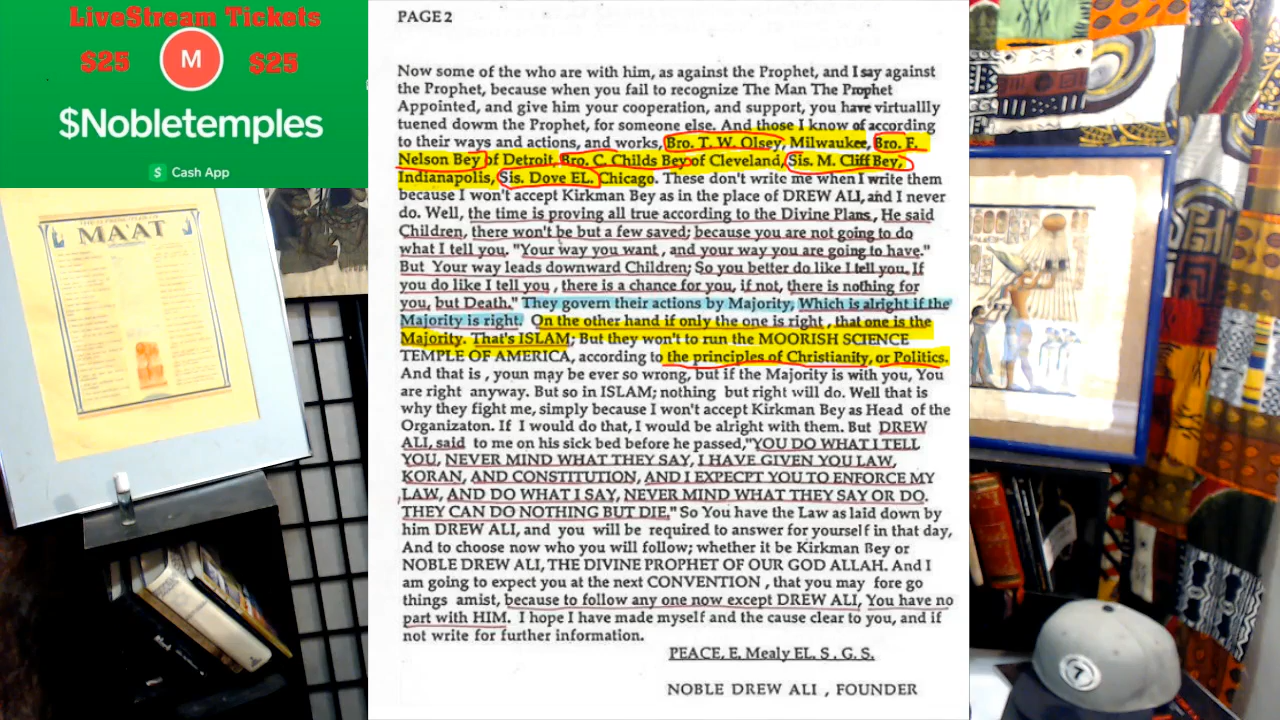 LiveStream Tickets
$25 M $25
$Nobletemples
$ Cash App
MA'AT
PAGE 2
Now some of the who are with him, as against the Prophet, and I say against
the Prophet, because when you fail to recognize The Man The Prophet
Appointed, and give him your cooperation, and support, you have virtuallly
tuened dowm the Prophet, for someone else. And those I know of according
to their ways and actions, and works, Bro. T. W. Olsey, Milwaukee, Bro. F.
Nelson Bey of Detroit, Bro. C. Childs Bey of Cleveland, Sis. M. Cliff Bey,
Indianapolis, Sis. Dove EL. Chicago. These don't write me when I write them
because I won't accept Kirkman Bey as in the place of DREW ALI, and I never
do. Well, the time is proving all true according to the Divine Plans, He said
Children, there won't be but a few saved; because you are not going to do
what I tell you. "Your way you want, and your way you are going to have."
But Your way leads downward Children; So you better do like I tell you. If
you do like I tell you , there is a chance for you, if not, there is nothing for
you, but Death." They govern their actions by Majority, Which is alright if the
Majority is right. On the other hand if only the one is right , that one is the
Majority. That's ISLAM; But they won't to run the MOORISH SCIENCE
TEMPLE OF AMERICA, according to the principles of Christianity, or Politics.
And that is , youn may be ever so wrong, but if the Majority is with you, You
are right anyway. But so in ISLAM; nothing but right will do. Well that is
why they fight me, simply because I won't accept Kirkman Bey as Head of the
Organizaton. If I would do that, I would be alright with them. But DREW
ALI, said to me on his sick bed before he passed,"YOU DO WHAT I TELL
YOU, NEVER MIND WHAT THEY SAY, I HAVE GIVEN YOU LAW,
KORAN, AND CONSTITUTION, AND I EXPECPT YOU TO ENFORCE MY
LAW, AND DO WHAT I SAY, NEVER MIND WHAT THEY SAY OR DO.
THEY CAN DO NOTHING BUT DIE," So You have the Law as laid down by
him DREW ALI, and you will be required to answer for yourself in that day,
And to choose now who you will follow; whether it be Kirkman Bey or
NOBLE DREW ALI, THE DIVINE PROPHET OF OUR GOD ALLAH. And I
am going to expect you at the next CONVENTION , that you may fore go
things amist, because to follow any one now except DREW ALI, You have no
part with HIM. I hope I have made myself and the cause clear to you, and if
not write for further information.
PEACE, E. Mealy EL. S . G. S.
NOBLE DREW ALI , FOUNDER
7